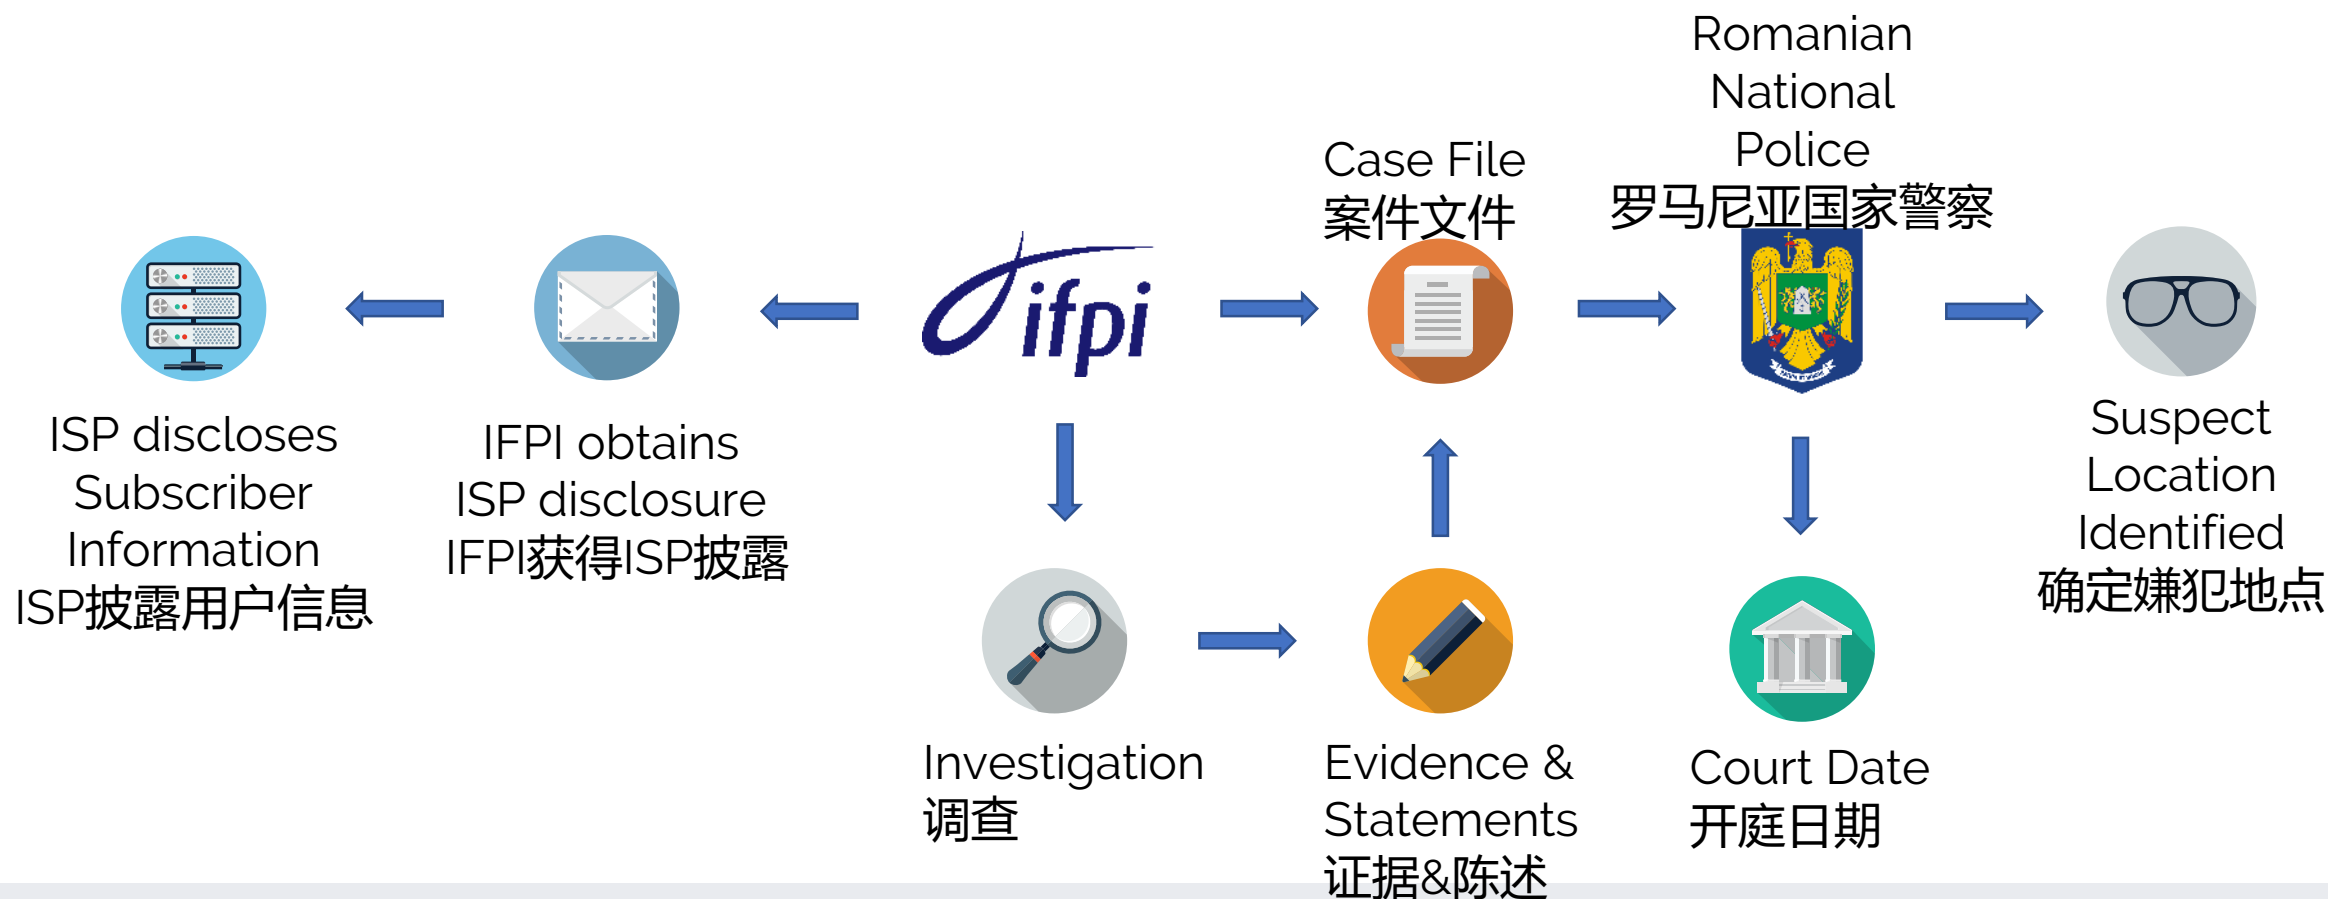 ISP discloses
Subscriber
Information
ISP披露用户信息
IFPI obtains
ISP disclosure
IFPI获得ISP披露
ifpi
Investigation
调查
Case File
案件文件
Evidence &
Statements
证据&陈述
Romanian
National
Police
罗马尼亚国家警察
Court Date
开庭日期
Suspect
Location
Identified
确定嫌犯地点